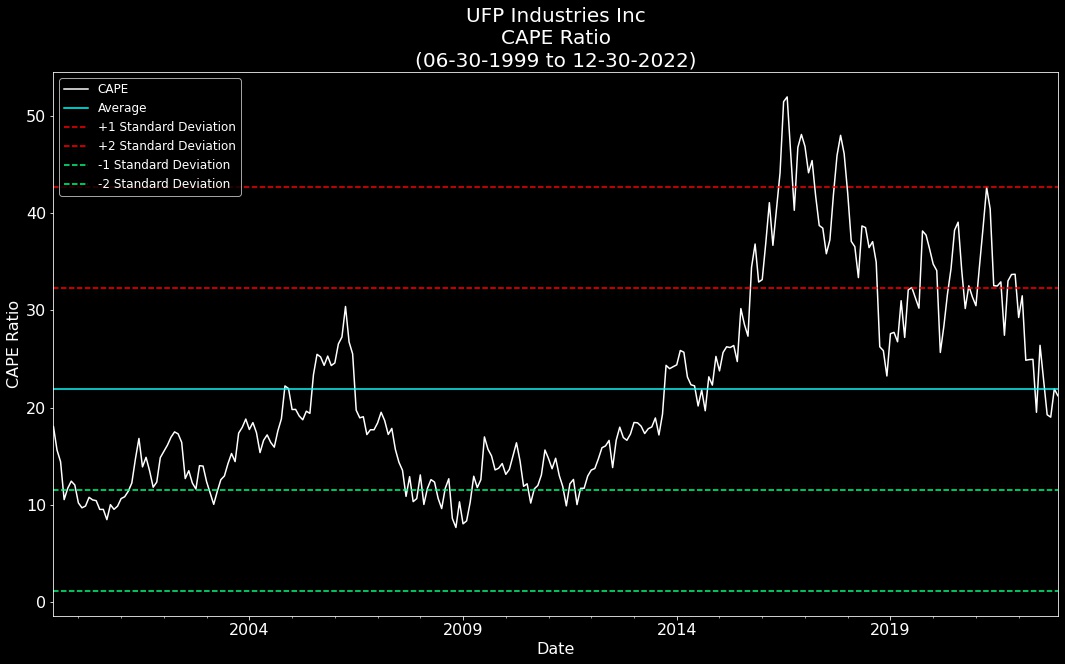 UFP Industries Inc
CAPE Ratio
(06-30-1999 to 12-30-2022)
CAPE
Average
+1 Standard Deviation
+2 Standard Deviation
-1 Standard Deviation
-2 Standard Deviation
50
40
30
20
10
0
CAPE Ratio
2004
2009
2014
2019
Date